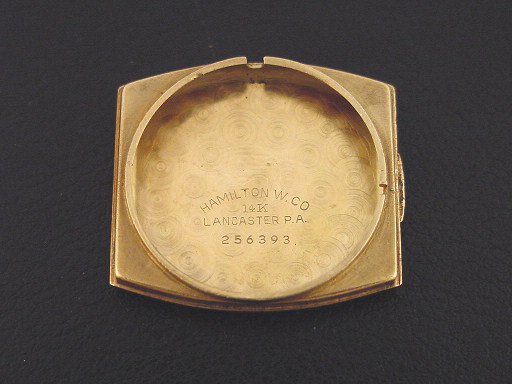 HAMILTON W. CO
14K
LANCASTER P.A.
256393.